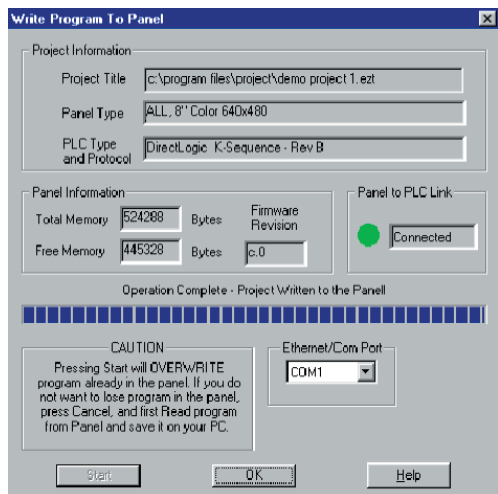 Write Program To Panel
Project Information
Project Title c:\program files\project\demo project 1.ezt
Panel Type ALL, 8" Color 640x480
PLC Type
and Protocol DirectLogic K-Sequence - Rev B
Panel Information
Total Memory 524288 Bytes
Firmware
Revision
Free Memory 445328 Bytes c.0
Panel to PLC Link
Connected
Operation Complete - Project Written to the Panel!
CAUTION
Pressing Start will OVERWRITE
program already in the panel. If you do
not want to lose program in the panel,
press Cancel, and first Read program
from Panel and save it on your PC.
Ethernet/Com Port
COM1
Start OK Help